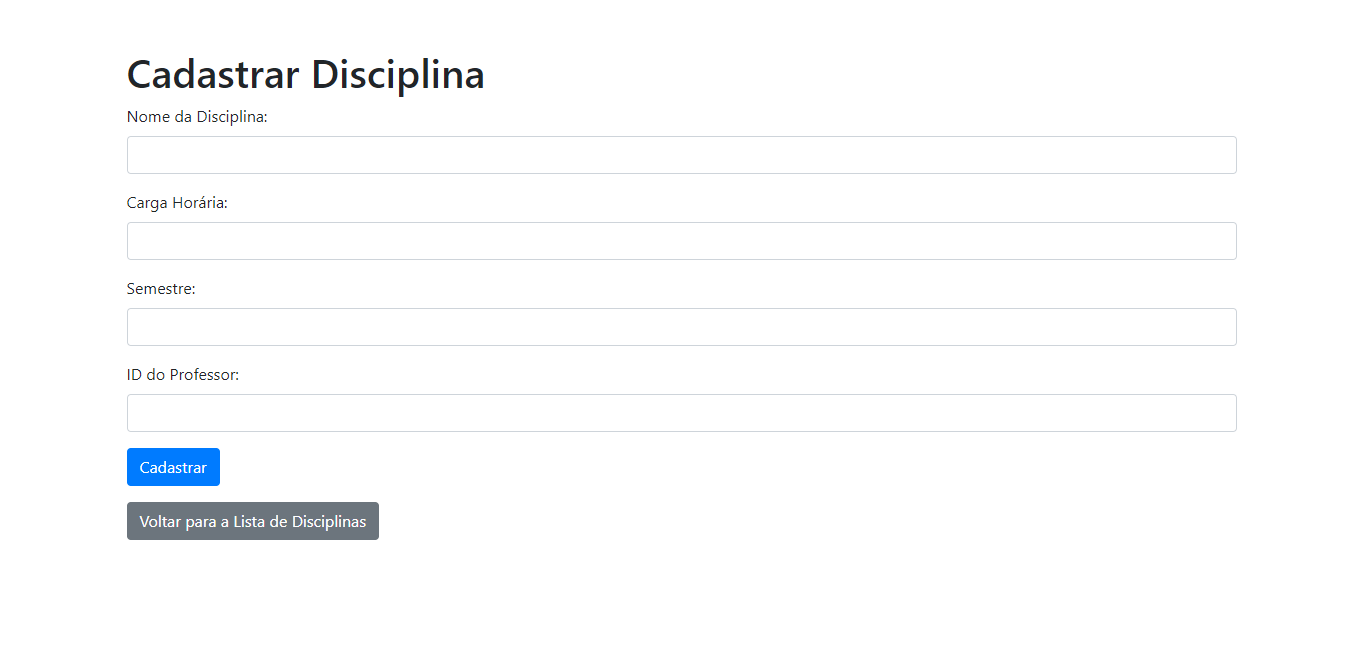 Cadastrar Disciplina
Nome da Disciplina:
Carga Horária:
Semestre:
ID do Professor:
Cadastrar
Voltar para a Lista de Disciplinas